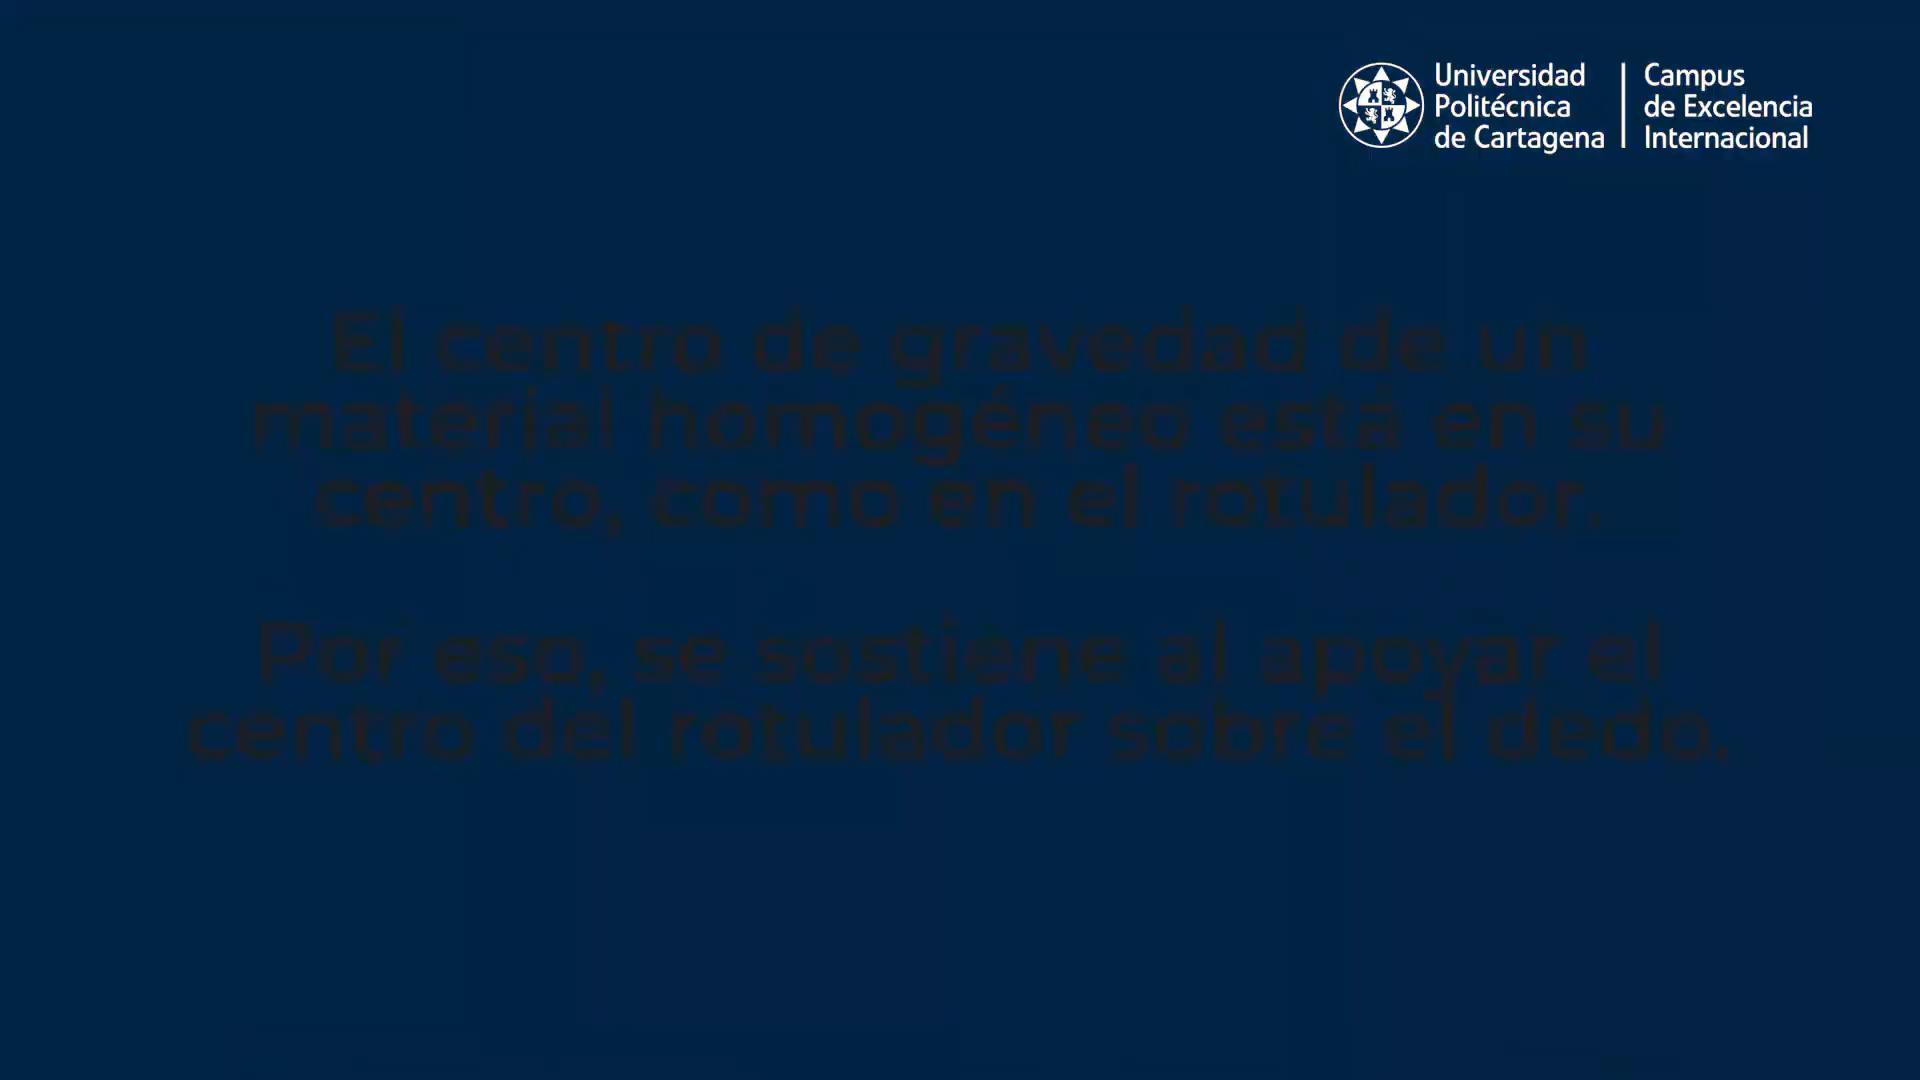 Universidad
Politécnica
de Cartagena
Campus
de Excelencia
Internacional
El centro de gravedad de un
material homogéneo está en su
centro, como en el rotulador.
Por eso, se sostiene al apoyar el
centro del rotulador sobre el dedo.